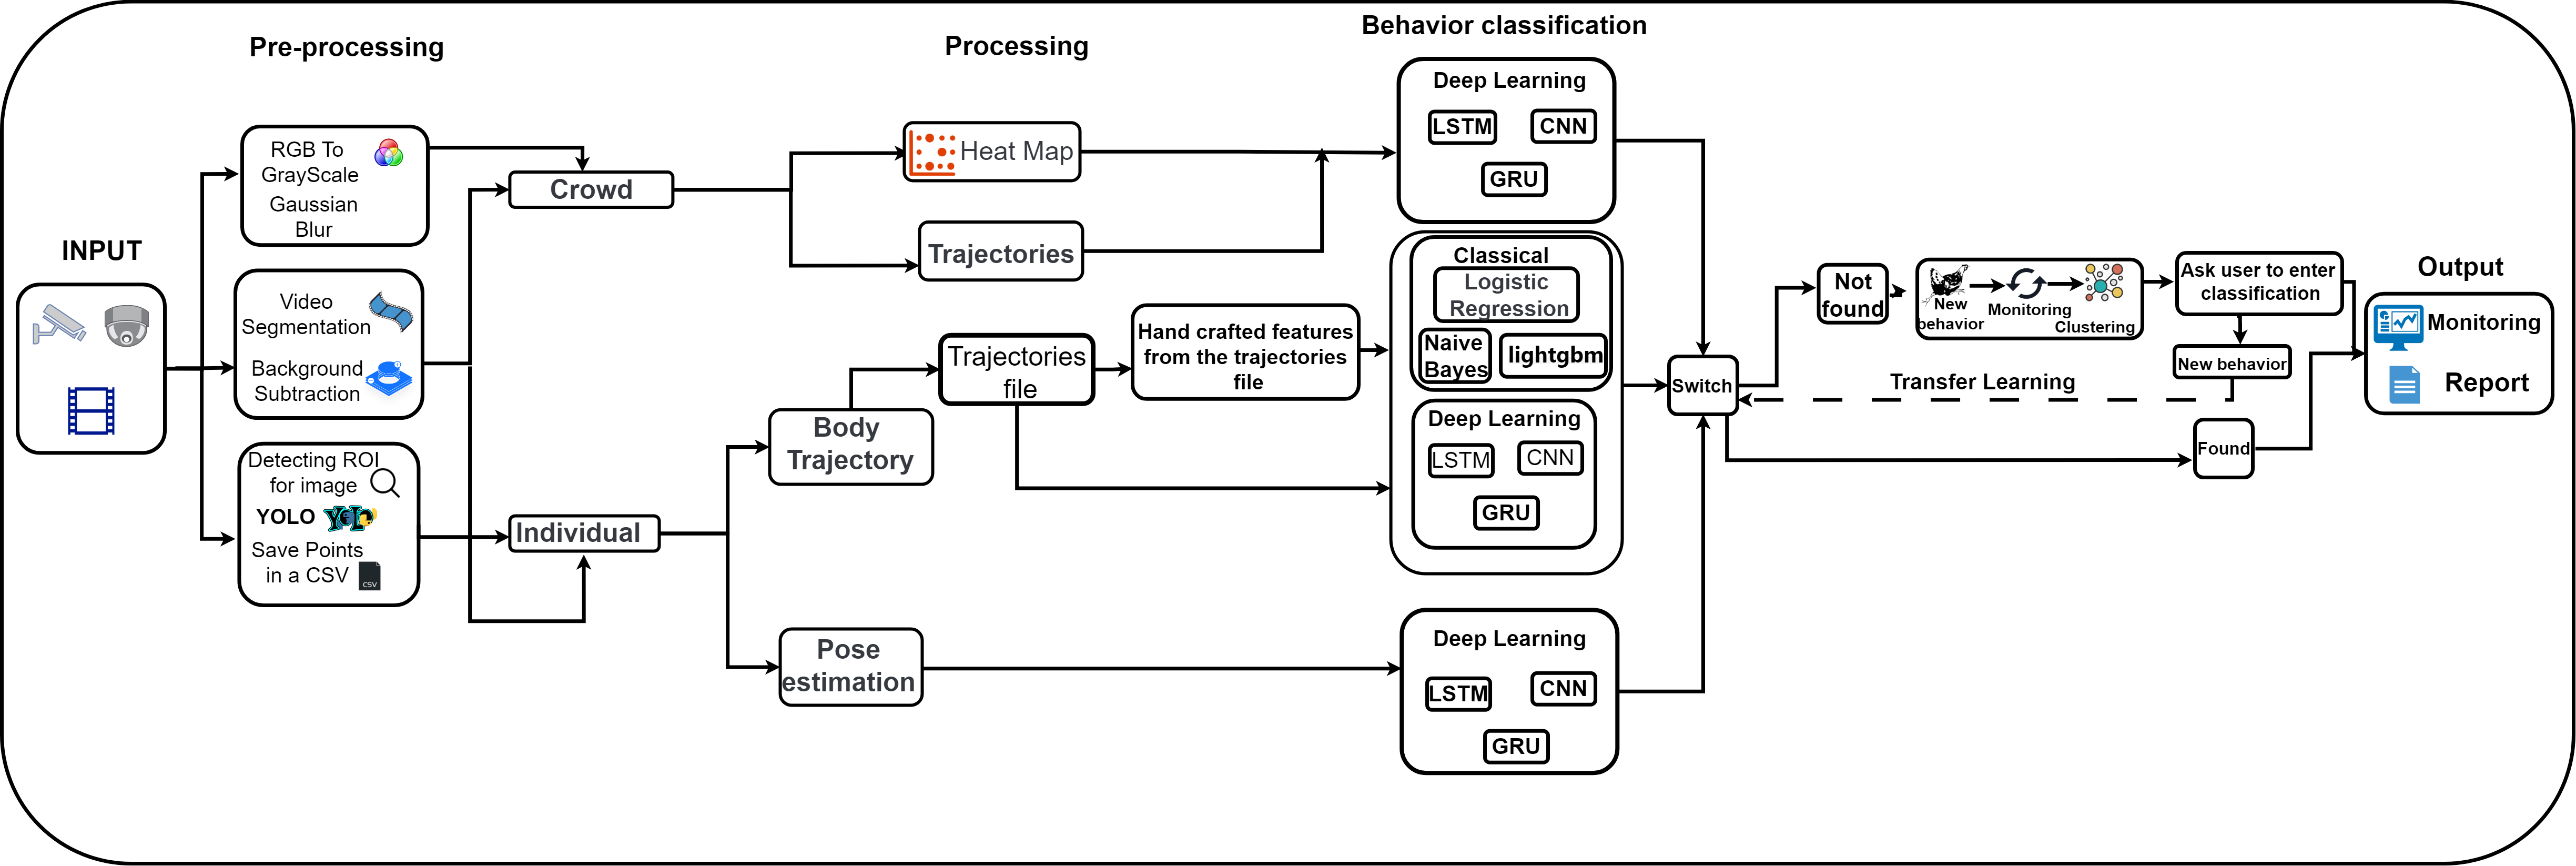 Pre-processing
Processing
Behavior classification
INPUT
RGB To
GrayScale
Gaussian
Blur
Video
Segmentation
Background
Subtraction
Detecting ROI
for image
YOLO
YOLO
Save Points
in a CSV
CSV
Crowd
Individual
Heat Map
Trajectories
Body
Trajectory
Pose
estimation
Trajectories
file
Hand crafted features
from the trajectories
file
Deep Learning
LSTM
CNN
GRU
Classical
Logistic
Regression
Naive
Bayes
lightgbm
Deep Learning
LSTM
CNN
GRU
Deep Learning
LSTM
CNN
GRU
Switch
Not
found
New
behavior
Monitoring
Clustering
Ask user to enter
classification
New behavior
Transfer Learning
Found
Output
Monitoring
Report